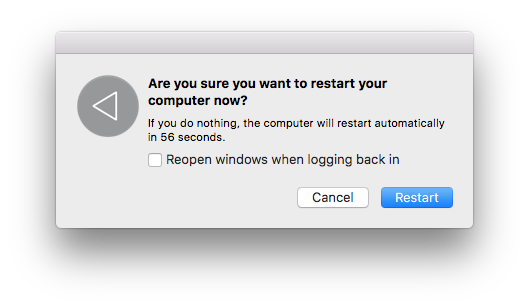 Are you sure you want to restart your
computer now?
If you do nothing, the computer will restart automatically
in 56 seconds.
Reopen windows when logging back in
Cancel
Restart